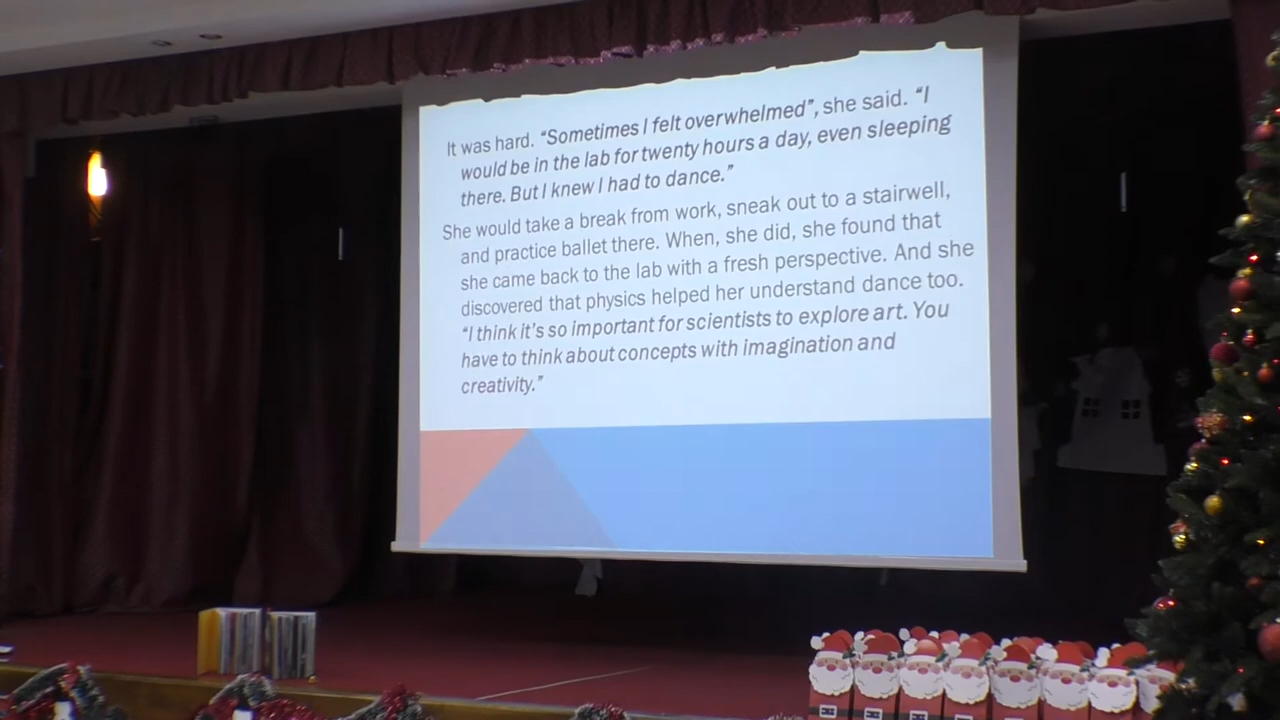 It was hard. “Sometimes I felt overwhelmed”, she said. “I
would be in the lab for twenty hours a day, even sleeping
there. But I knew I had to dance.”
She would take a break from work, sneak out to a stairwell,
and practice ballet there. When, she did, she found that
she came back to the lab with a fresh perspective. And she
discovered that physics helped her understand dance too.
“I think it’s so important for scientists to explore art. You
have to think about concepts with imagination and
creativity.”